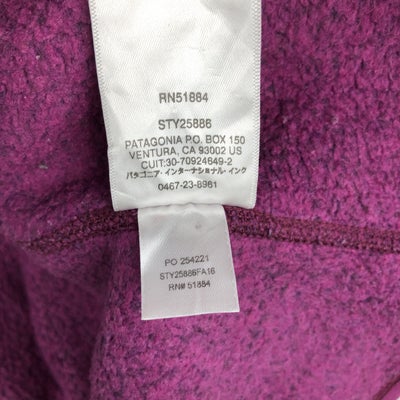 RN51884
STY25886
PATAGONIA PO. BOX 150
VENTURA, CA 93002 US
CUIT:30-70924649-2
パタゴニア・インターナショナル・インク
0467-23-8961
PO 254221
STY25886FA16
RN# 51884